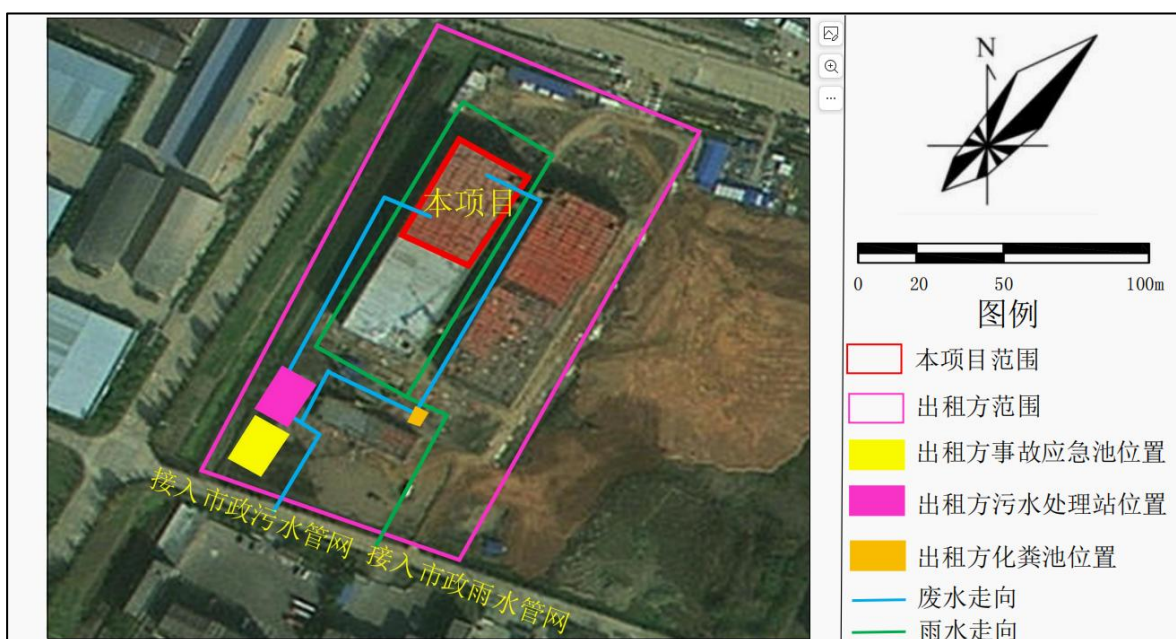 本项目
接入市政污水管网
接入市政雨水管网
N
0 20 50 100m
图例
本项目范围
出租方范围
出租方事故应急池位置
出租方污水处理站位置
出租方化粪池位置
废水走向
雨水走向